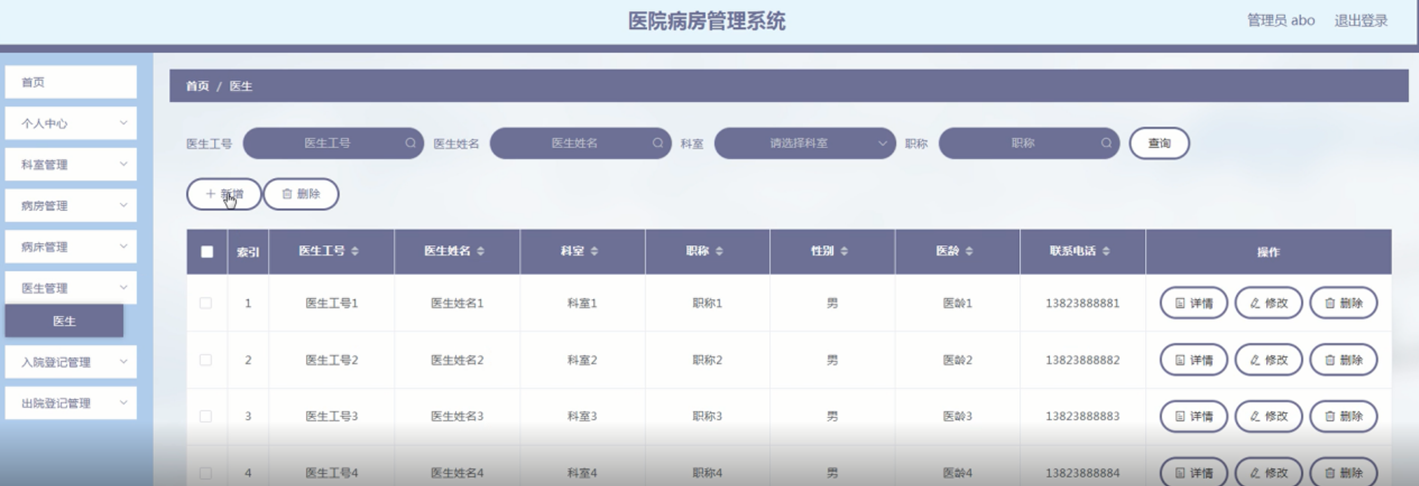 医院病房管理系统
管理员 abo 退出登录
首页
个人中心
科室管理
病房管理
病床管理
医生管理
医生
入院登记管理
出院登记管理
首页 / 医生
医生工号 医生工号 医生姓名 医生姓名 科室 请选择科室 职称 职称 查询
新增 删除
索引 医生工号 医生姓名 科室 职称 性别 医龄 联系电话 操作
1 医生工号1 医生姓名1 科室1 职称1 男 医龄1 13823888881 详情 修改 删除
2 医生工号2 医生姓名2 科室2 职称2 男 医龄2 13823888882 详情 修改 删除
3 医生工号3 医生姓名3 科室3 职称3 男 医龄3 13823888883 详情 修改 删除
4 医生工号4 医生姓名4 科室4 职称4 男 医龄4 13823888884 详情 修改 删除